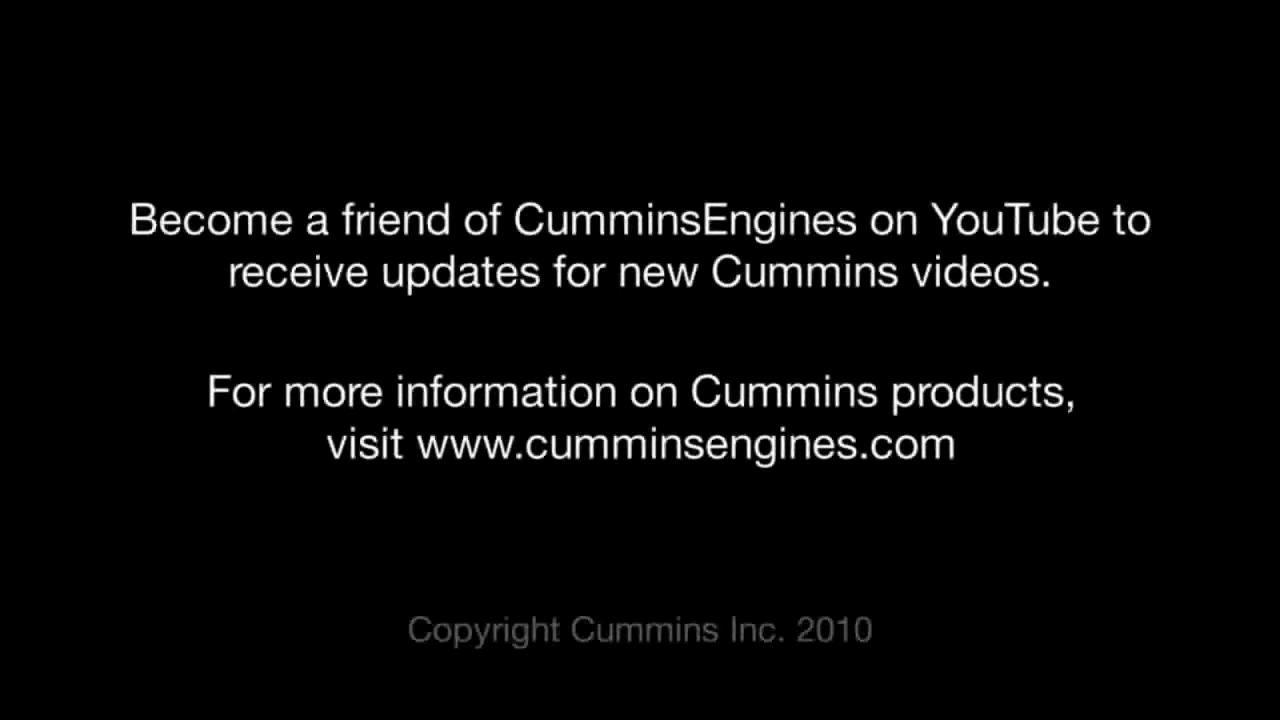 Become a friend of CumminsEngines on YouTube to
receive updates for new Cummins videos.
For more information on Cummins products,
visit www.cumminsengines.com
Copyright Cummins Inc. 2010